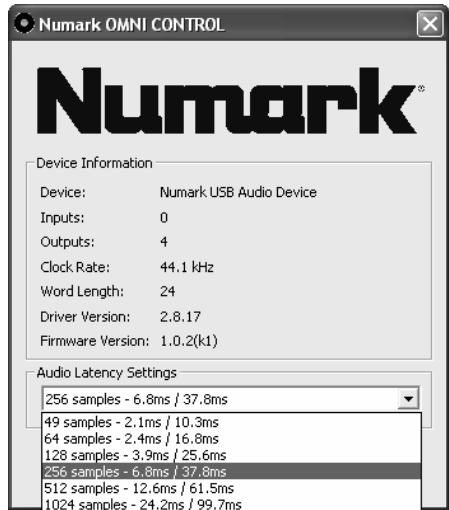 Numark OMNI CONTROL
Numark®
Device Information
Device: Numark USB Audio Device
Inputs: 0
Outputs: 4
Clock Rate: 44.1 kHz
Word Length: 24
Driver Version: 2.8.17
Firmware Version: 1.0.2(k1)
Audio Latency Settings
256 samples - 6.8ms / 37.8ms
49 samples - 2.1ms / 10.3ms
64 samples - 2.4ms / 16.8ms
128 samples - 3.9ms / 25.6ms
256 samples - 6.8ms / 37.8ms
512 samples - 12.6ms / 61.5ms
1024 samples - 24.2ms / 99.7ms